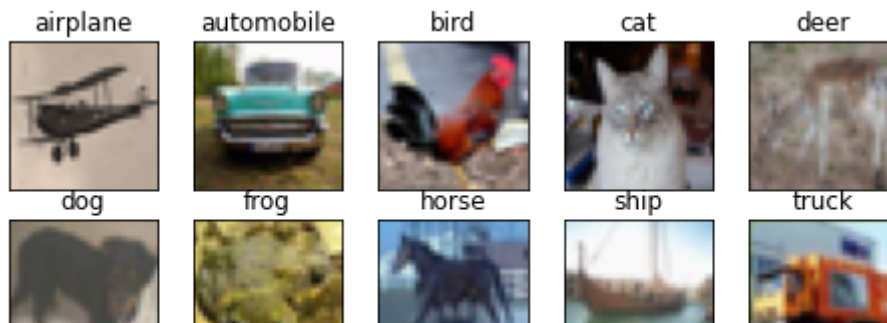 airplane automobile bird cat deer
dog frog horse ship truck